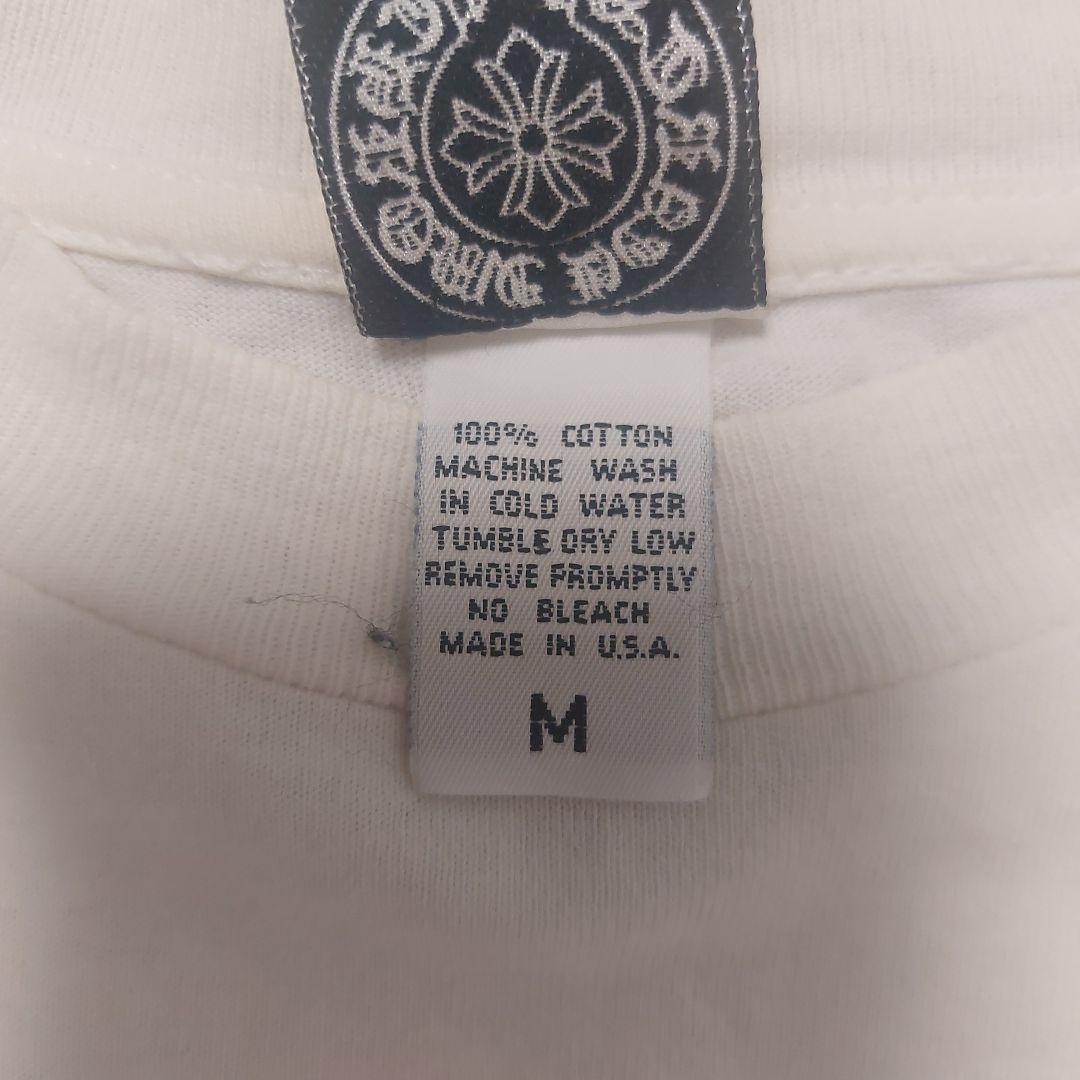 100% COTTON
MACHINE WASH
IN COLD WATER
TUMBLE DRY LOW
REMOVE PROMPTLY
NO BLEACH
MADE IN U.S.A.
M